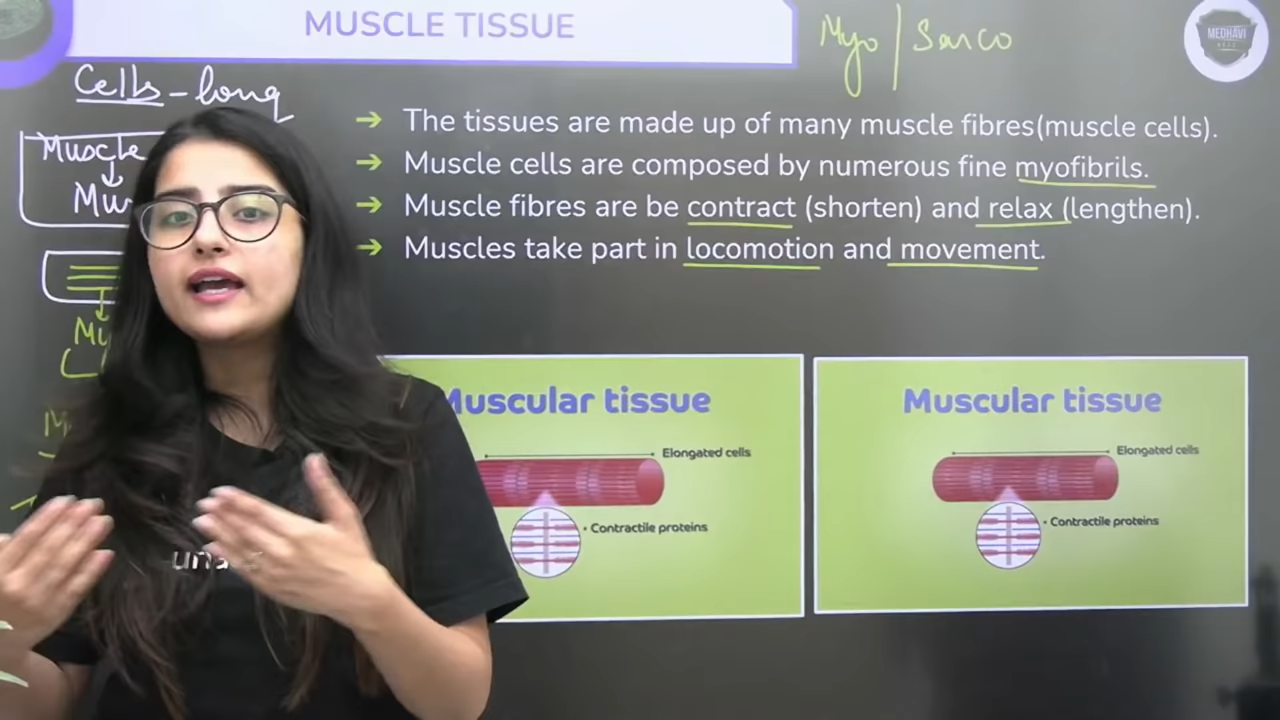 MUSCLE TISSUE
Myo | Sarco
MEDHAVI
Cells - long
Muscle
➔ The tissues are made up of many muscle fibres(muscle cells).
➔ Muscle cells are composed by numerous fine myofibrils.
➔ Muscle fibres are be contract (shorten) and relax (lengthen).
➔ Muscles take part in locomotion and movement.
Muscular tissue
Elongated cells
• Contractile proteins
Muscular tissue
Elongated cells
• Contractile proteins